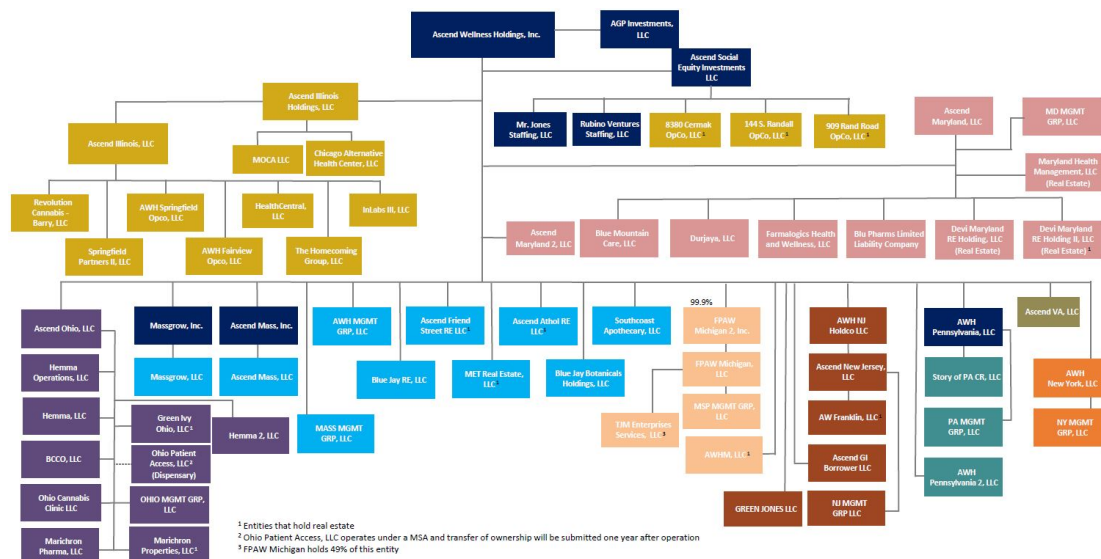 Ascend Wellness Holdings, Inc.
AGP Investments,
LLC
Ascend Social
Equity Investments
LLC
Ascend Illinois
Holdings, LLC
Mr. Jones
Staffing, LLC
Rubino Ventures
Staffing, LLC
8380 Cermak
OpCo, LLC¹
144 S. Randall
OpCo, LLC¹
909 Rand Road
OpCo, LLC¹
Ascend
Maryland, LLC
MD MGMT
GRP, LLC
Ascend Illinois, LLC
MOCA LLC
Chicago Alternative
Health Center, LLC
Maryland Health
Management, LLC
(Real Estate)
Revolution
Cannabis -
Barry, LLC
AWH Springfield
Opco, LLC
HealthCentral,
LLC
InLabs III, LLC
Springfield
Partners II, LLC
AWH Fairview
Opco, LLC
The Homecoming
Group, LLC
Ascend
Maryland 2, LLC
Blue Mountain
Care, LLC
Durjaya, LLC
Farmalogics Health
and Wellness, LLC
Blu Pharms Limited
Liability Company
Devi Maryland
RE Holding, LLC
(Real Estate)
Devi Maryland
RE Holding II, LLC
(Real Estate)¹
Ascend Ohio, LLC
Massgrow, Inc.
Ascend Mass, Inc.
AWH MGMT
GRP, LLC
Ascend Friend
Street RE LLC¹
Ascend Athol RE
LLC¹
Southcoast
Apothecary, LLC
99.9%
FPAW
Michigan 2, Inc.
AWH NJ
Holdco LLC
AWH
Pennsylvania, LLC
Ascend VA, LLC
Hemma
Operations, LLC
Massgrow, LLC
Ascend Mass, LLC
Blue Jay RE, LLC
MET Real Estate,
LLC¹
Blue Jay Botanicals
Holdings, LLC
FPAW Michigan,
LLC
Ascend New Jersey,
LLC
Story of PA CR, LLC
AWH
New York, LLC
Hemma, LLC
Green Ivy
Ohio, LLC¹
Hemma 2, LLC
MASS MGMT
GRP, LLC
TJM Enterprises
Services, LLC³
MSP MGMT GRP,
LLC
AW Franklin, LLC¹
PA MGMT
GRP, LLC
NY MGMT
GRP, LLC
BCCO, LLC
Ohio Patient
Access, LLC²
(Dispensary)
AWHM, LLC¹
Ascend GI
Borrower LLC
AWH
Pennsylvania 2, LLC
Ohio Cannabis
Clinic LLC
OHIO MGMT GRP,
LLC
GREEN JONES LLC
NJ MGMT
GRP LLC
Marichron
Pharma, LLC
Marichron
Properties, LLC¹
¹ Entities that hold real estate
² Ohio Patient Access, LLC operates under a MSA and transfer of ownership will be submitted one year after operation
³ FPAW Michigan holds 49% of this entity